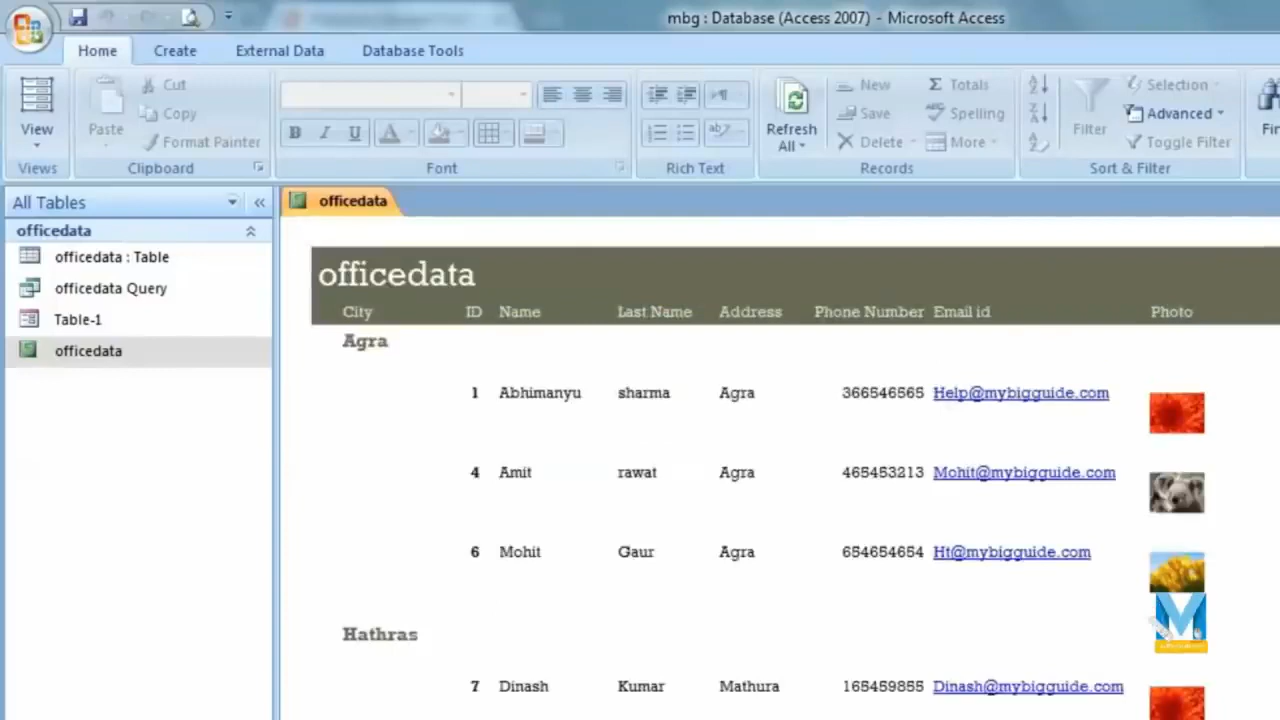 mbg : Database (Access 2007) - Microsoft Access
Home Create External Data Database Tools
View
Views
Paste
Cut
Copy
Format Painter
Clipboard
B I U A
Font
Rich Text
Refresh All
New
Save
Delete
Σ Totals
Spelling
More
Records
Filter
Selection
Advanced
Toggle Filter
Sort & Filter
All Tables
officedata
officedata : Table
officedata Query
Table-1
officedata
officedata
officedata
City ID Name Last Name Address Phone Number Email id Photo
Agra
1 Abhimanyu sharma Agra 366546565 Help@mybigguide.com
4 Amit rawat Agra 465453213 Mohit@mybigguide.com
6 Mohit Gaur Agra 654654654 Ht@mybigguide.com
Hathras
7 Dinash Kumar Mathura 165459855 Dinash@mybigguide.com